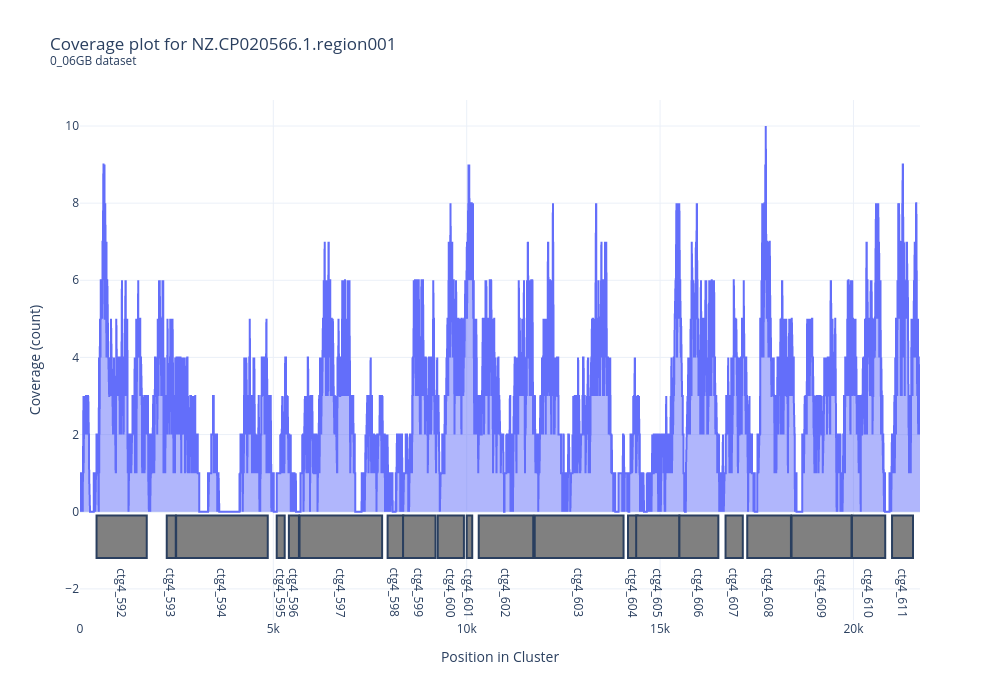 Coverage plot for NZ.CP020566.1.region001
0_06GB dataset
10
8
6
4
2
0
−2
Coverage (count)
ctg4_592
ctg4_593
ctg4_594
ctg4_595
ctg4_596
ctg4_597
ctg4_598
ctg4_599
ctg4_600
ctg4_601
ctg4_602
ctg4_603
ctg4_604
ctg4_605
ctg4_606
ctg4_607
ctg4_608
ctg4_609
ctg4_610
ctg4_611
0 5k 10k 15k 20k
Position in Cluster